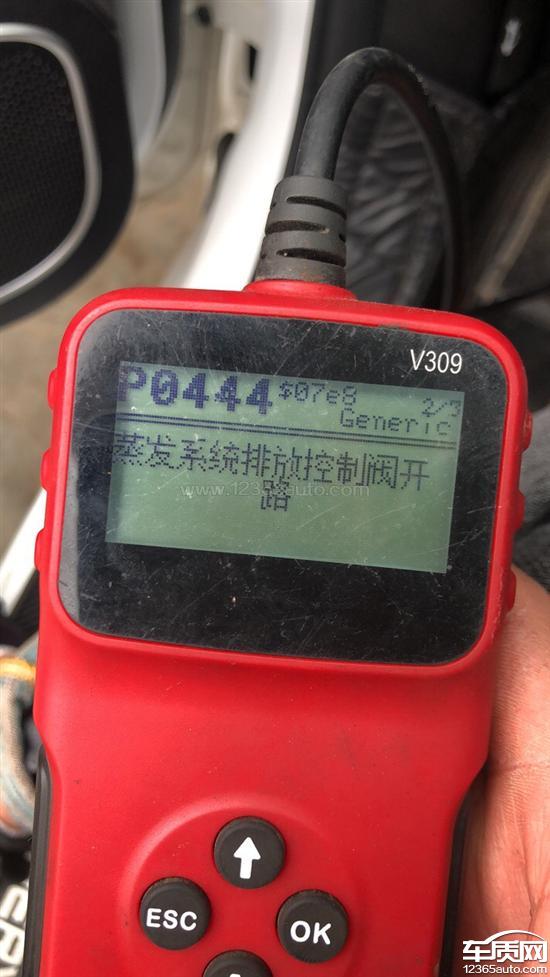 V309
P0444 $07e8 2/3
Generic
蒸发系统排放控制阀开
路
www.12365auto.com
ESC
OK
ER
车质网
12365auto.com